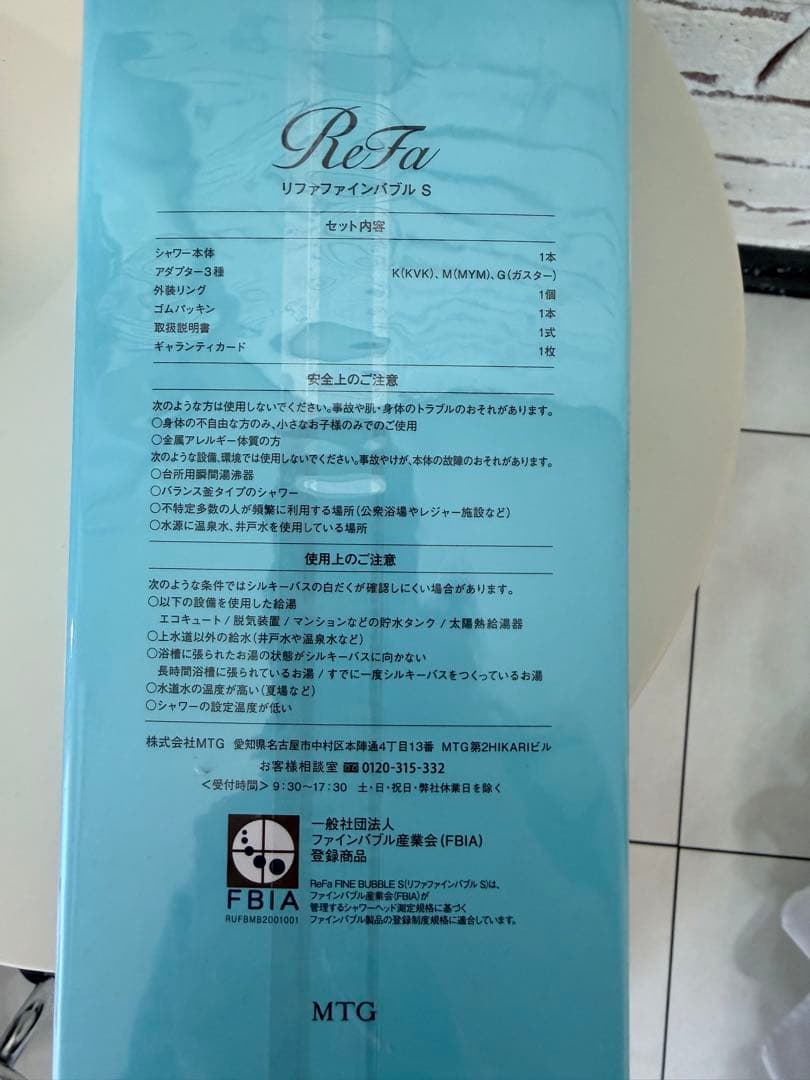 ReFa
リファファインバブル S
セット内容
シャワー本体 1本
アダプター3種 K(KVK)、M(MYM)、G(ガスター)
外装リング 1個
ゴムパッキン 1本
取扱説明書 1式
ギャランティカード 1枚
安全上のご注意
次のような方は使用しないでください。事故や肌・身体のトラブルのおそれがあります。
○身体の不自由な方のみ、小さなお子様のみでのご使用
○金属アレルギー体質の方
次のような設備、環境では使用しないでください。事故やけが、本体の故障のおそれがあります。
○台所用瞬間湯沸器
○バランス釜タイプのシャワー
○不特定多数の人が頻繁に利用する場所(公衆浴場やレジャー施設など)
○水源に温泉水、井戸水を使用している場所
使用上のご注意
次のような条件ではシルキーバスの白だくが確認しにくい場合があります。
○以下の設備を使用した給湯
エコキュート / 脱気装置 / マンションなどの貯水タンク / 太陽熱給湯器
○上水道以外の給水(井戸水や温泉水など)
○浴槽に張られたお湯の状態がシルキーバスに向かない
長時間浴槽に張られているお湯 / すでに一度シルキーバスをつくっているお湯
○水道水の温度が高い(夏場など)
○シャワーの設定温度が低い
株式会社MTG 愛知県名古屋市中村区本陣通4丁目13番 MTG第2HIKARIビル
お客様相談室 0120-315-332
<受付時間> 9:30〜17:30 土・日・祝日・弊社休業日を除く
一般社団法人
ファインバブル産業会(FBIA)
登録商品
FBIA
RUFBMB2001001
ReFa FINE BUBBLE S(リファファインバブル S)は、
ファインバブル産業会(FBIA)が
管理するシャワーヘッド測定規格に基づく
ファインバブル製品の登録制度規格に適合しています。
MTG